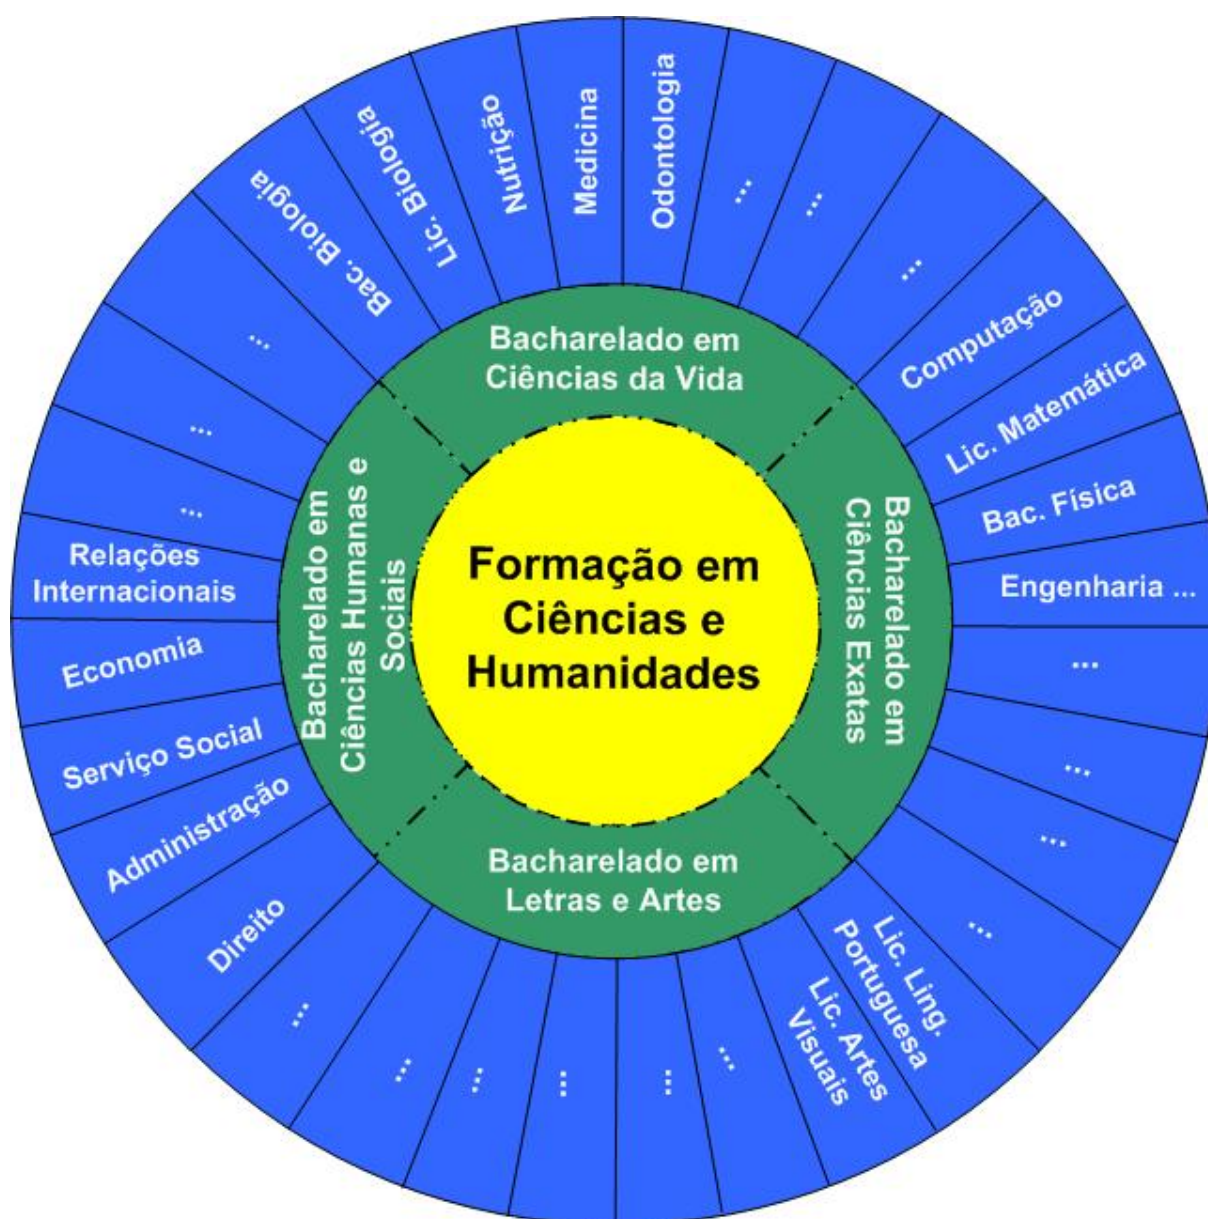 Formação em
Ciências e
Humanidades
Bacharelado em
Ciências da Vida
Bacharelado em
Ciências Exatas
Bacharelado em
Letras e Artes
Bacharelado em
Ciências Humanas e
Sociais
Bac. Biologia
Lic. Biologia
Nutrição
Medicina
Odontologia
...
...
...
Computação
Lic. Matemática
Bac. Física
Engenharia ...
...
...
...
...
Lic. Ling.
Portuguesa
Lic. Artes
Visuais
...
...
...
...
...
...
Direito
Administração
Serviço Social
Economia
Relações
Internacionais
...
...
...